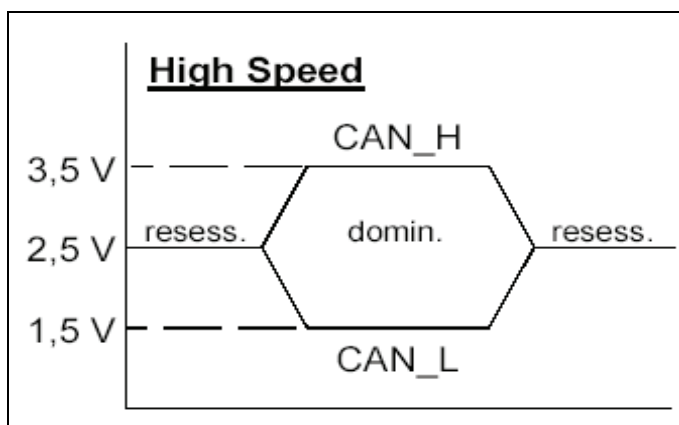 High Speed
CAN_H
3,5 V
resess. domin. resess.
2,5 V
1,5 V
CAN_L